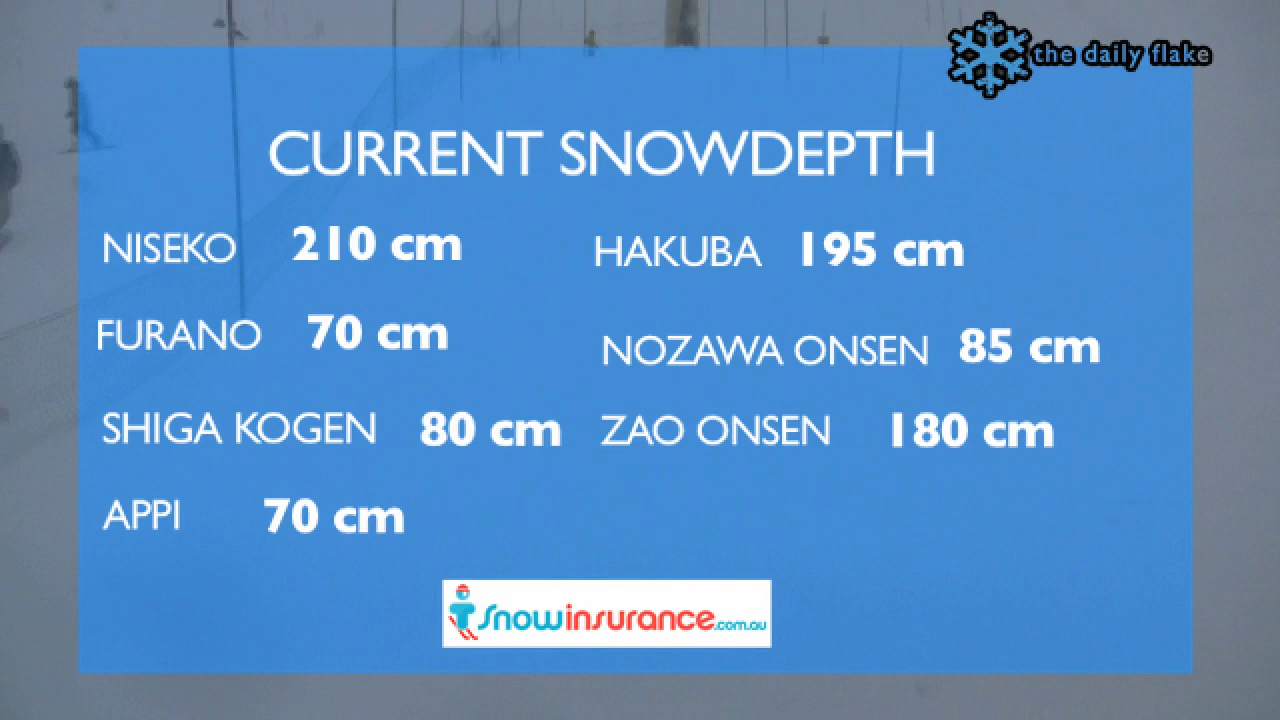 the daily flake
CURRENT SNOWDEPTH
NISEKO 210 cm
HAKUBA 195 cm
FURANO 70 cm
NOZAWA ONSEN 85 cm
SHIGA KOGEN 80 cm
ZAO ONSEN 180 cm
APPI 70 cm
snowinsurance.com.au